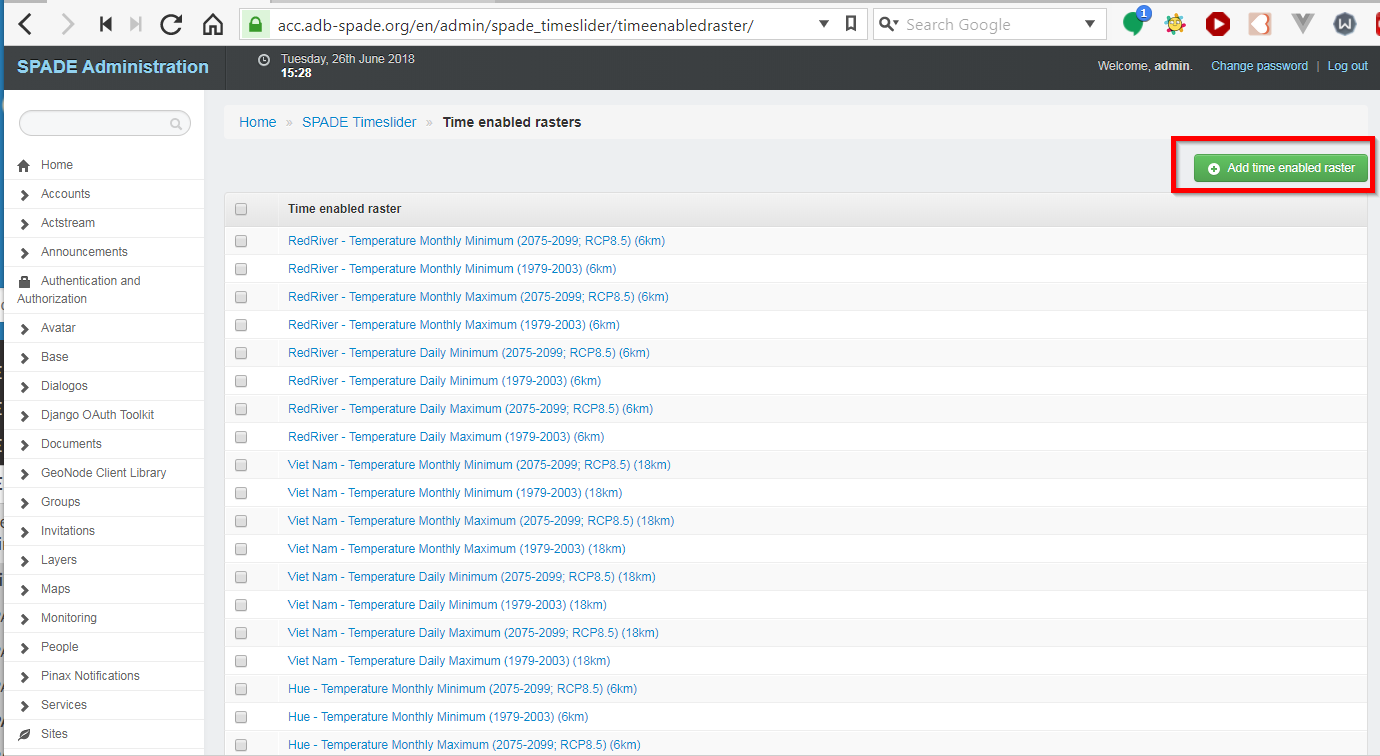 acc.adb-spade.org/en/admin/spade_timeslider/timeenabledraster/
Search Google
1
SPADE Administration
Tuesday, 26th June 2018
15:28
Welcome, admin. Change password | Log out
Home » SPADE Timeslider » Time enabled rasters
Add time enabled raster
Home
Accounts
Actstream
Announcements
Authentication and
Authorization
Avatar
Base
Dialogos
Django OAuth Toolkit
Documents
GeoNode Client Library
Groups
Invitations
Layers
Maps
Monitoring
People
Pinax Notifications
Services
Sites
Time enabled raster
RedRiver - Temperature Monthly Minimum (2075-2099; RCP8.5) (6km)
RedRiver - Temperature Monthly Minimum (1979-2003) (6km)
RedRiver - Temperature Monthly Maximum (2075-2099; RCP8.5) (6km)
RedRiver - Temperature Monthly Maximum (1979-2003) (6km)
RedRiver - Temperature Daily Minimum (2075-2099; RCP8.5) (6km)
RedRiver - Temperature Daily Minimum (1979-2003) (6km)
RedRiver - Temperature Daily Maximum (2075-2099; RCP8.5) (6km)
RedRiver - Temperature Daily Maximum (1979-2003) (6km)
Viet Nam - Temperature Monthly Minimum (2075-2099; RCP8.5) (18km)
Viet Nam - Temperature Monthly Minimum (1979-2003) (18km)
Viet Nam - Temperature Monthly Maximum (2075-2099; RCP8.5) (18km)
Viet Nam - Temperature Monthly Maximum (1979-2003) (18km)
Viet Nam - Temperature Daily Minimum (2075-2099; RCP8.5) (18km)
Viet Nam - Temperature Daily Minimum (1979-2003) (18km)
Viet Nam - Temperature Daily Maximum (2075-2099; RCP8.5) (18km)
Viet Nam - Temperature Daily Maximum (1979-2003) (18km)
Hue - Temperature Monthly Minimum (2075-2099; RCP8.5) (6km)
Hue - Temperature Monthly Minimum (1979-2003) (6km)
Hue - Temperature Monthly Maximum (2075-2099; RCP8.5) (6km)